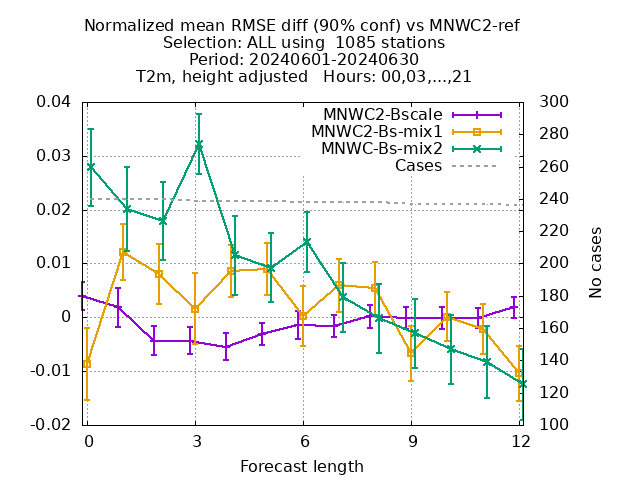 Normalized mean RMSE diff (90% conf) vs MNWC2-ref
Selection: ALL using  1085 stations
Period: 20240601-20240630
T2m, height adjusted   Hours: 00,03,...,21
MNWC2-Bscale
MNWC2-Bs-mix1
MNWC-Bs-mix2
Cases
0.04
0.03
0.02
0.01
0
-0.01
-0.02
300
280
260
240
220
200
180
160
140
120
100
No cases
0 3 6 9 12
Forecast length